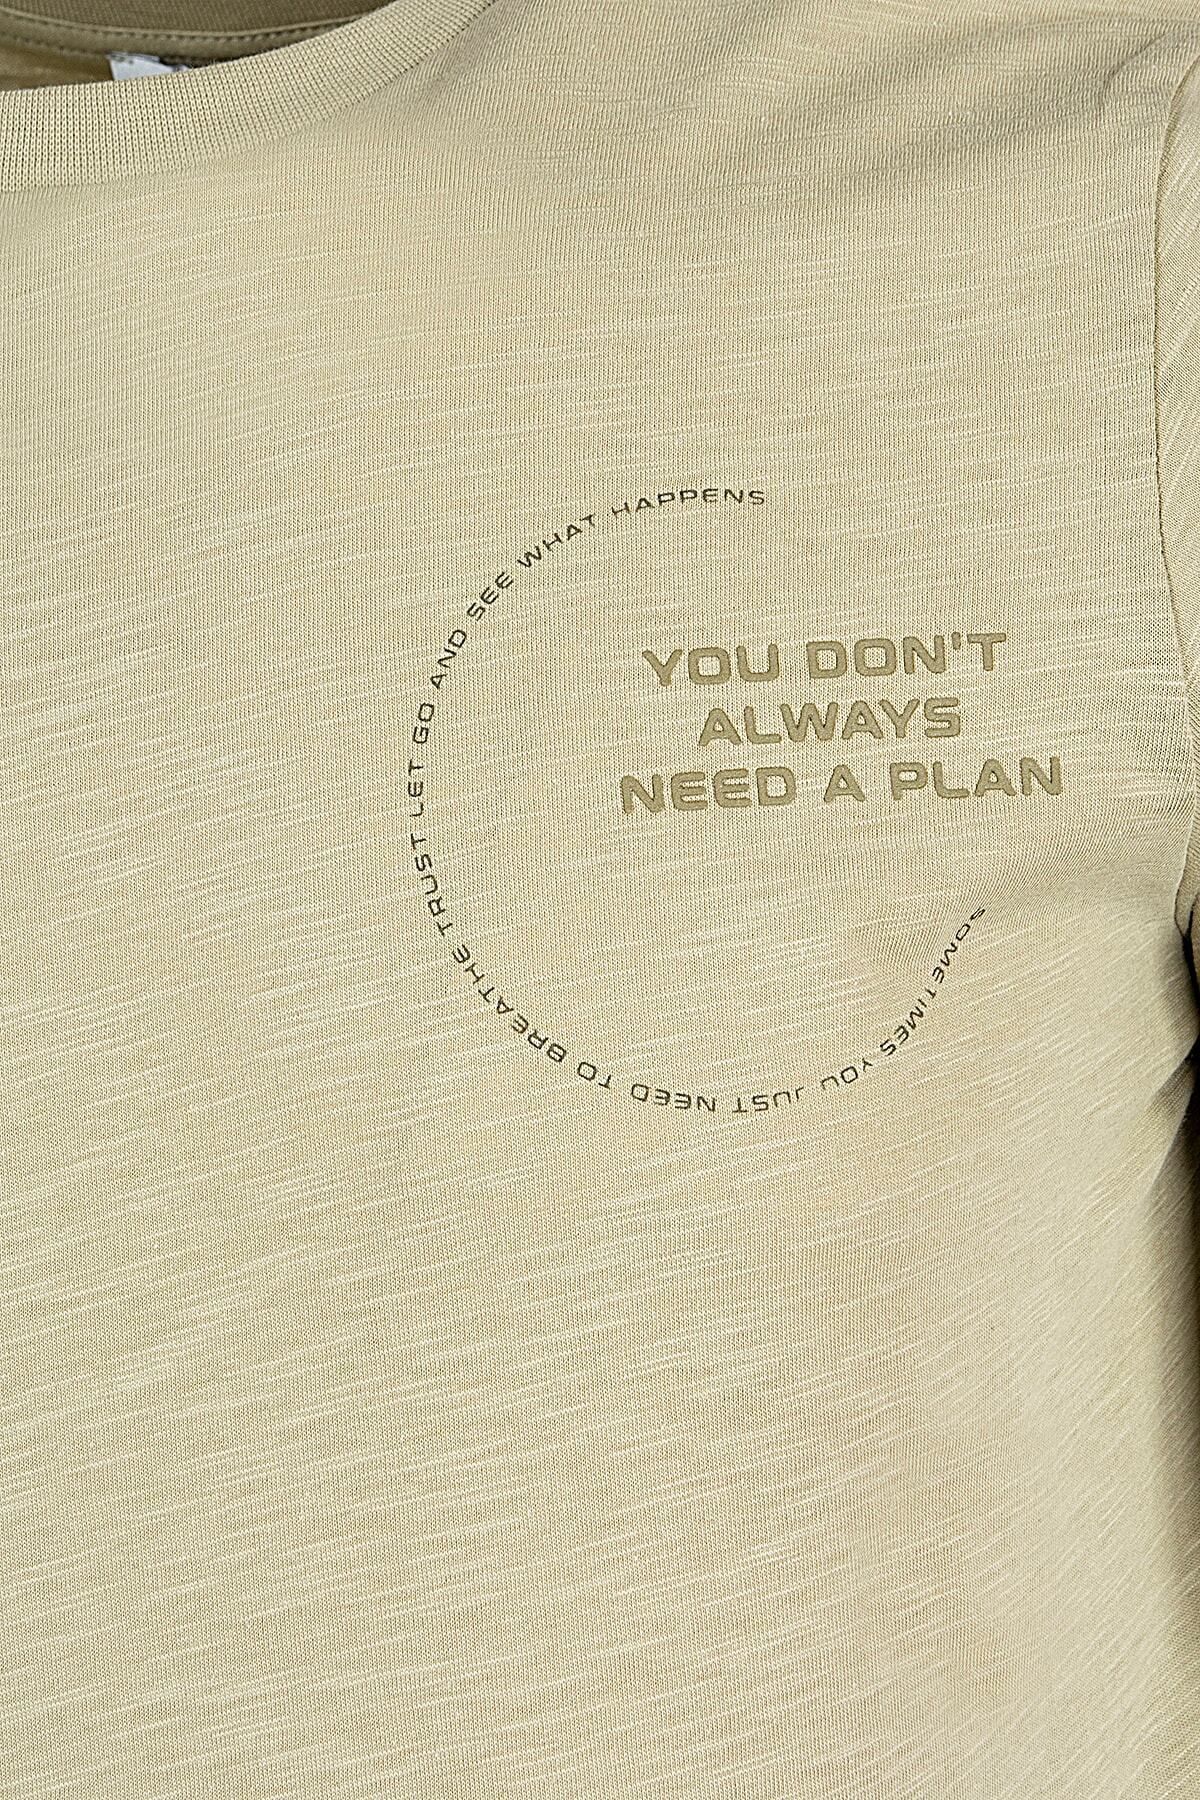 YOU DON'T
ALWAYS
NEED A PLAN
SOMETIMES YOU JUST NEED TO BREATHE TRUST LET GO AND SEE WHAT HAPPENS